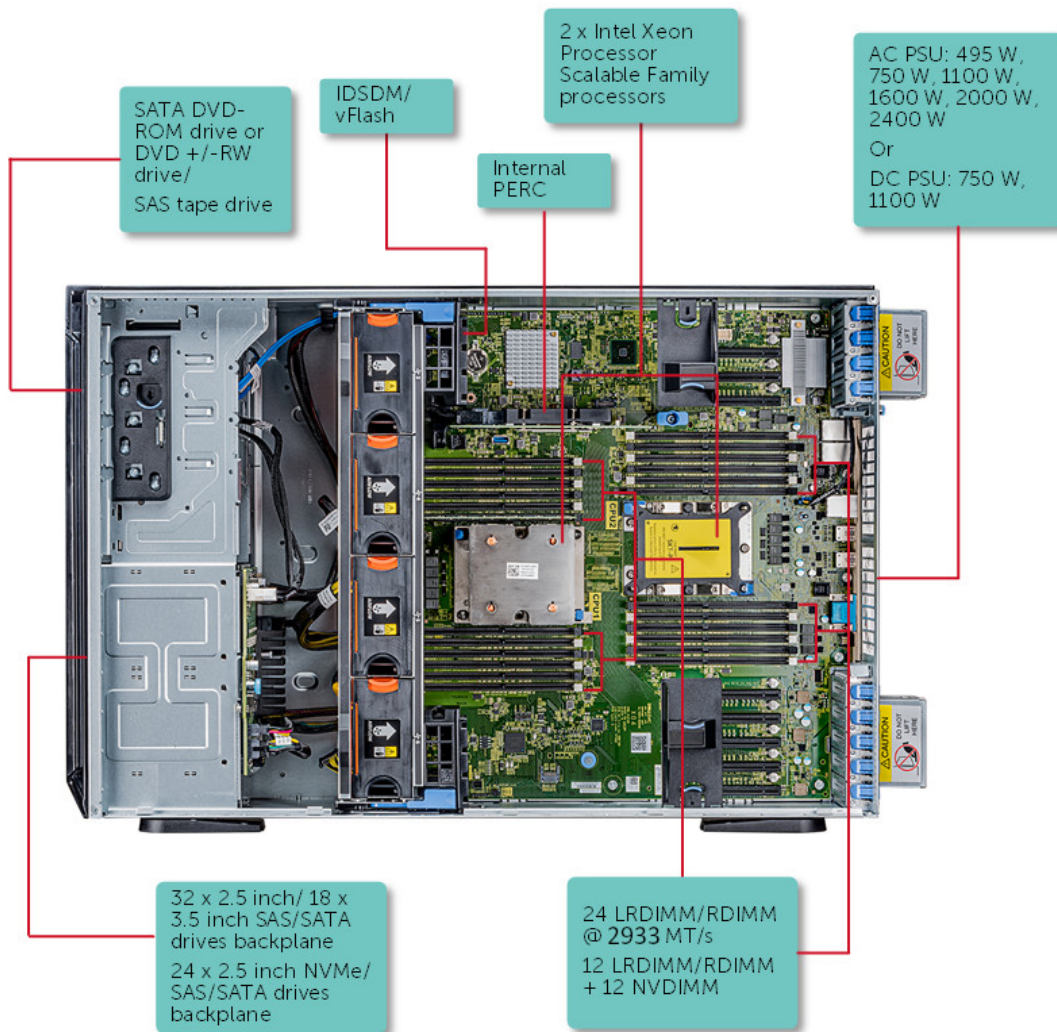 2 x Intel Xeon
Processor
Scalable Family
processors
AC PSU: 495 W,
750 W, 1100 W,
1600 W, 2000 W,
2400 W
Or
DC PSU: 750 W,
1100 W
IDSDM/
vFlash
SATA DVD-
ROM drive or
DVD +/-RW
drive/
SAS tape drive
Internal
PERC
CAUTION
DO NOT
LIFT
HERE
CPU2
CPU1
CAUTION
DO NOT
LIFT
HERE
32 x 2.5 inch/ 18 x
3.5 inch SAS/SATA
drives backplane
24 x 2.5 inch NVMe/
SAS/SATA drives
backplane
24 LRDIMM/RDIMM
@ 2933 MT/s
12 LRDIMM/RDIMM
+ 12 NVDIMM